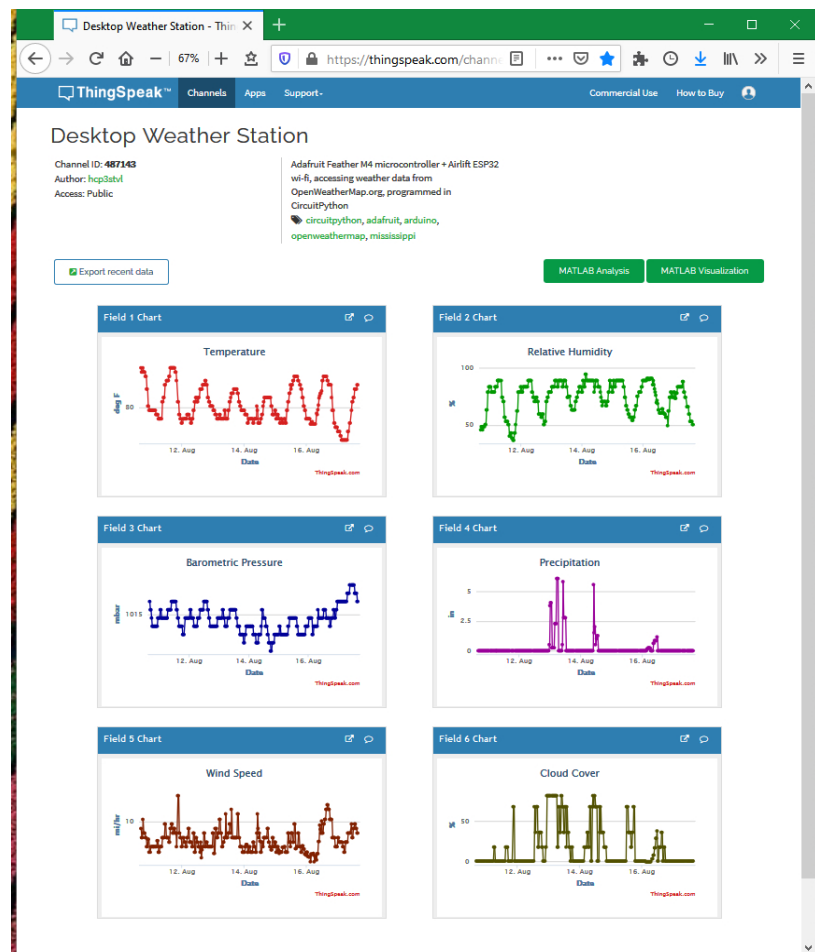 Desktop Weather Station - Thin
67%
https://thingspeak.com/chann
ThingSpeak™ Channels Apps Support Commercial Use How to Buy
Desktop Weather Station
Channel ID: 487143
Author: hcp3stvl
Access: Public
Adafruit Feather M4 microcontroller + Airlift ESP32
wi-fi, accessing weather data from
OpenWeatherMap.org, programmed in
CircuitPython
circuitpython, adafruit, arduino,
openweathermap, mississippi
Export recent data MATLAB Analysis MATLAB Visualization
Field 1 Chart
Temperature
deg F
80
12. Aug 14. Aug 16. Aug
Date
ThingSpeak.com
Field 2 Chart
Relative Humidity
%
100
50
12. Aug 14. Aug 16. Aug
Date
ThingSpeak.com
Field 3 Chart
Barometric Pressure
mbar
1015
12. Aug 14. Aug 16. Aug
Date
ThingSpeak.com
Field 4 Chart
Precipitation
in
5
2.5
0
12. Aug 14. Aug 16. Aug
Date
ThingSpeak.com
Field 5 Chart
Wind Speed
mi/hr
10
12. Aug 14. Aug 16. Aug
Date
ThingSpeak.com
Field 6 Chart
Cloud Cover
%
50
0
12. Aug 14. Aug 16. Aug
Date
ThingSpeak.com